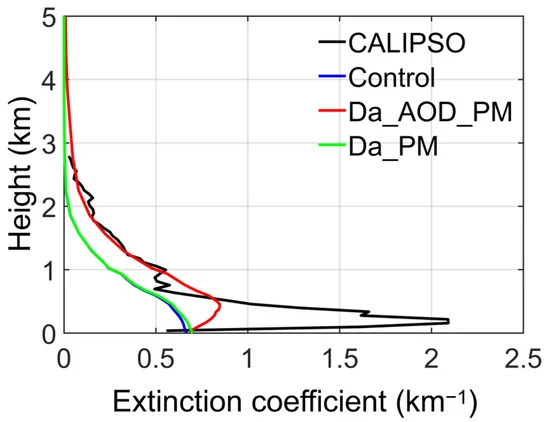 5
4
3
2
1
0
Height (km)
CALIPSO
Control
Da_AOD_PM
Da_PM
0 0.5 1 1.5 2 2.5
Extinction coefficient (km⁻¹)